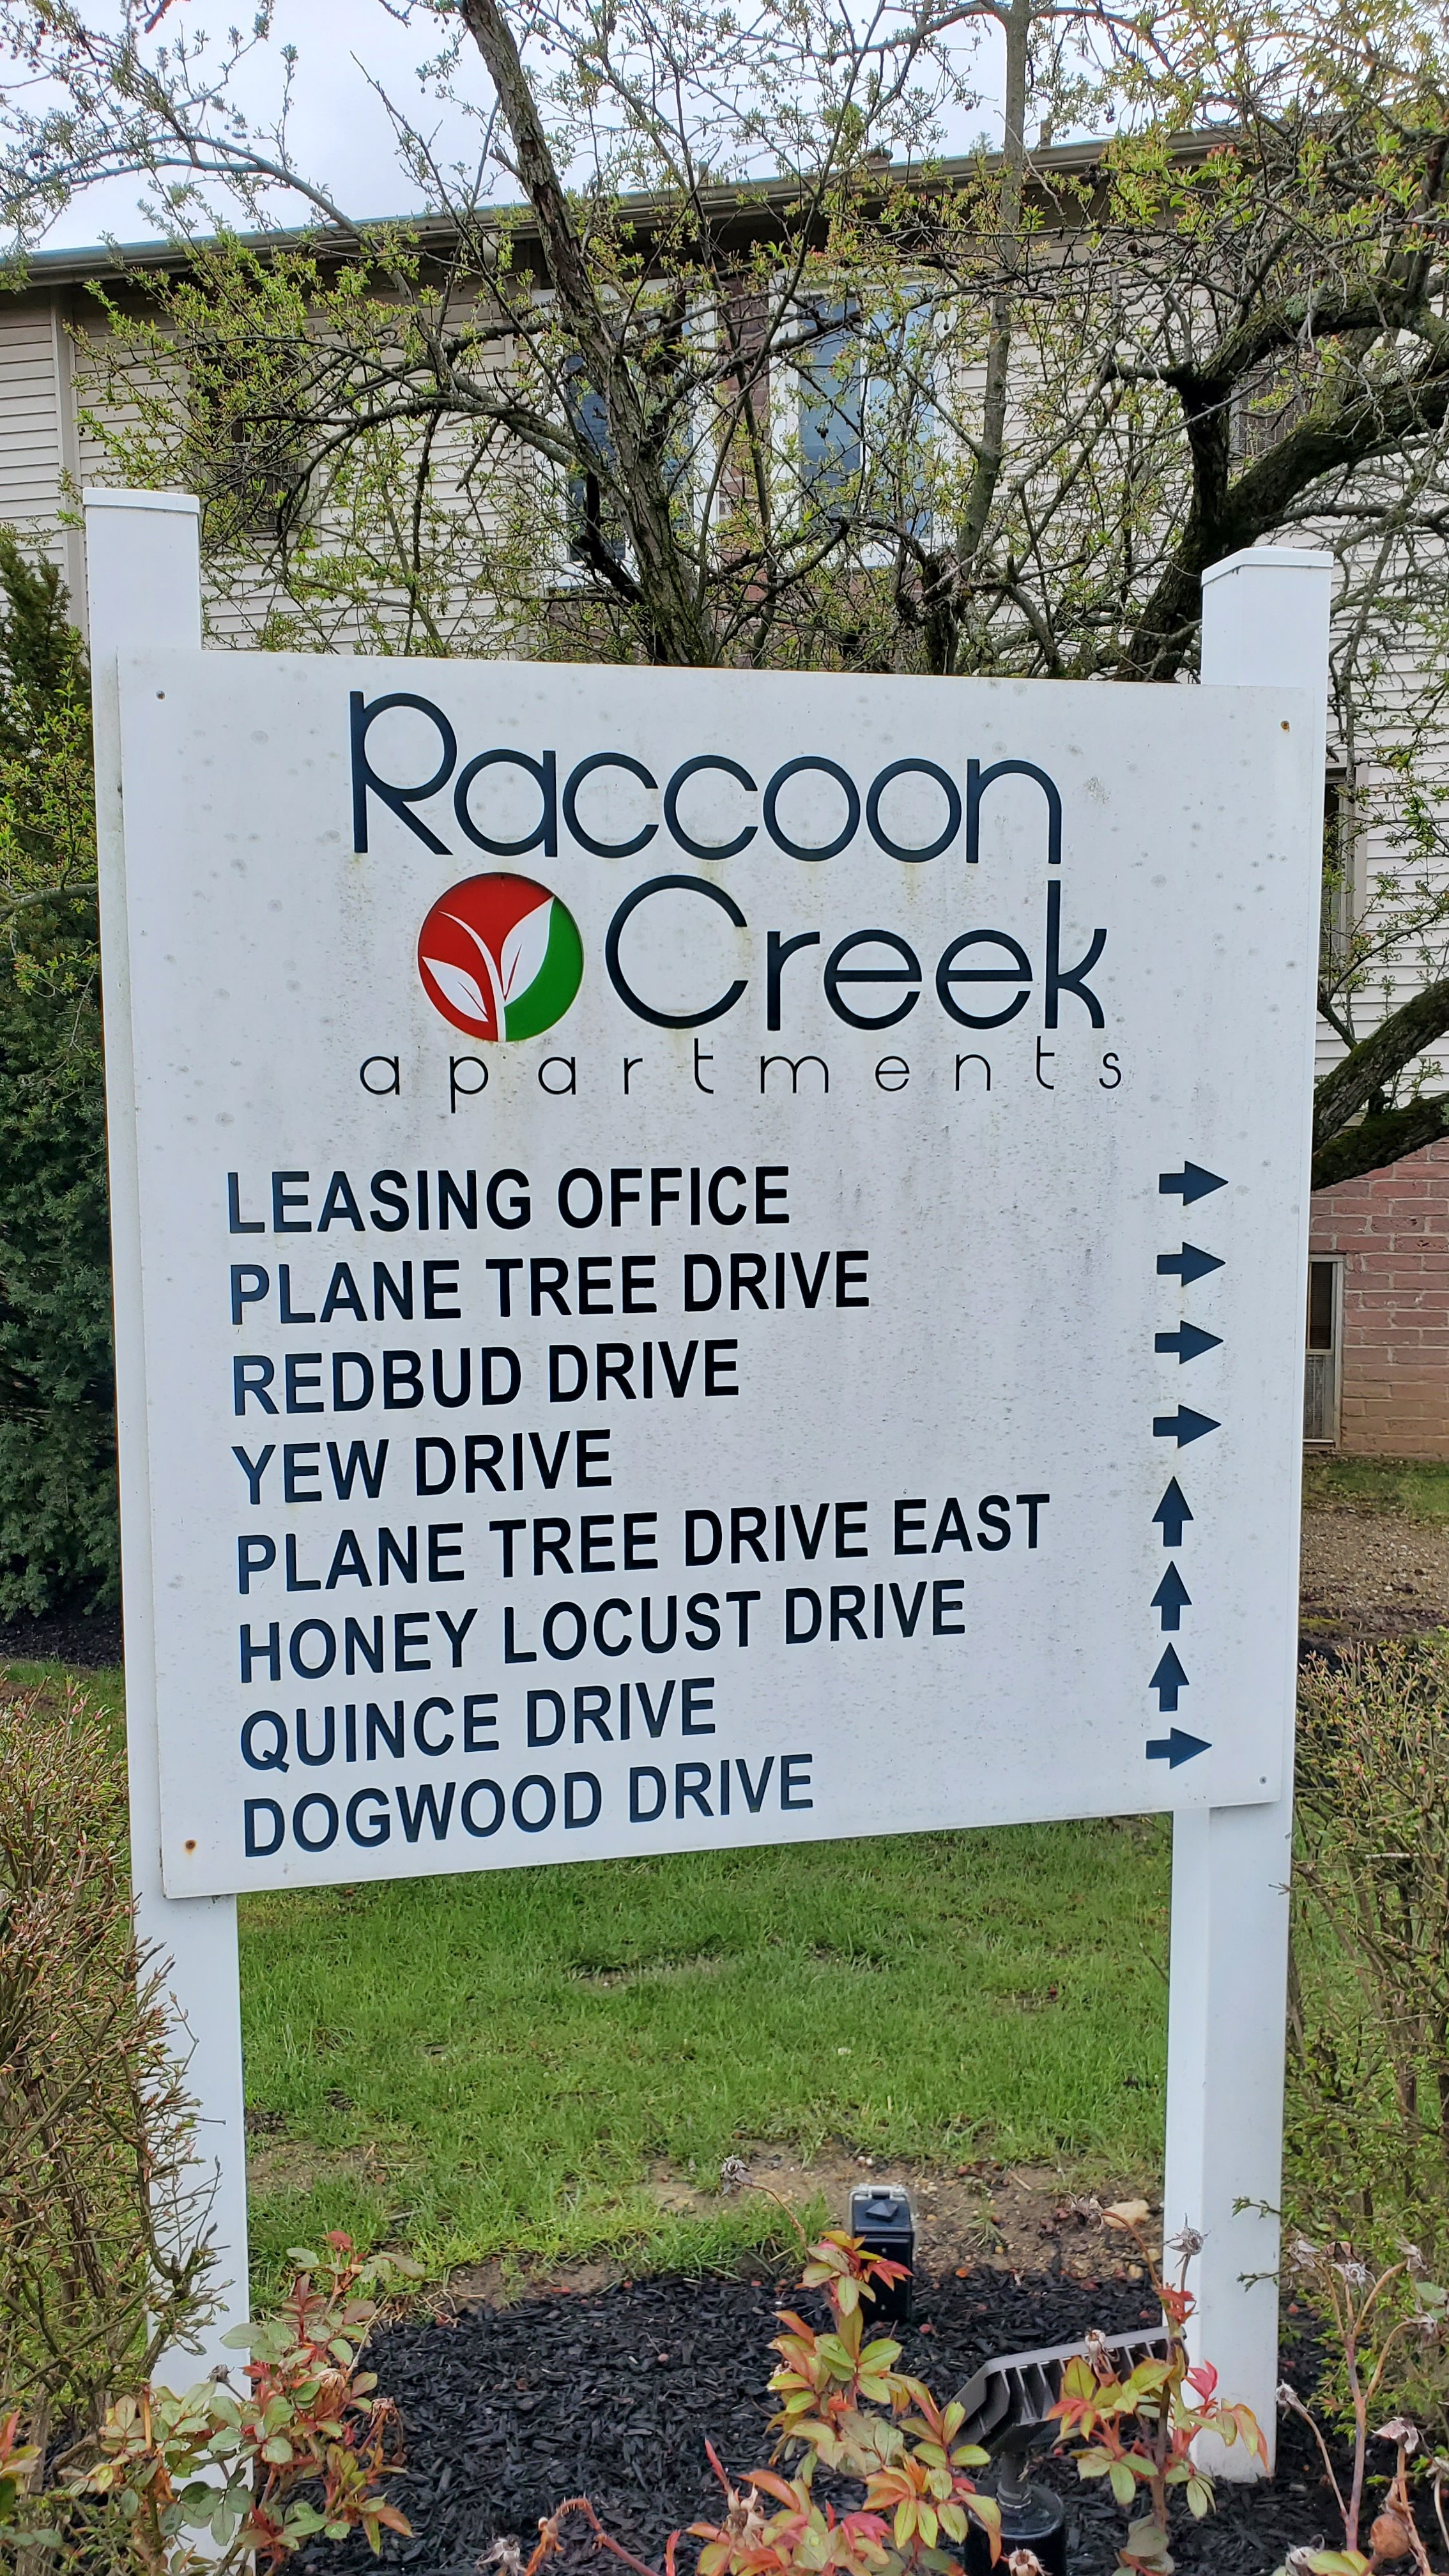 Raccoon
Creek
apartments
LEASING OFFICE
PLANE TREE DRIVE
REDBUD DRIVE
YEW DRIVE
PLANE TREE DRIVE EAST
HONEY LOCUST DRIVE
QUINCE DRIVE
DOGWOOD DRIVE